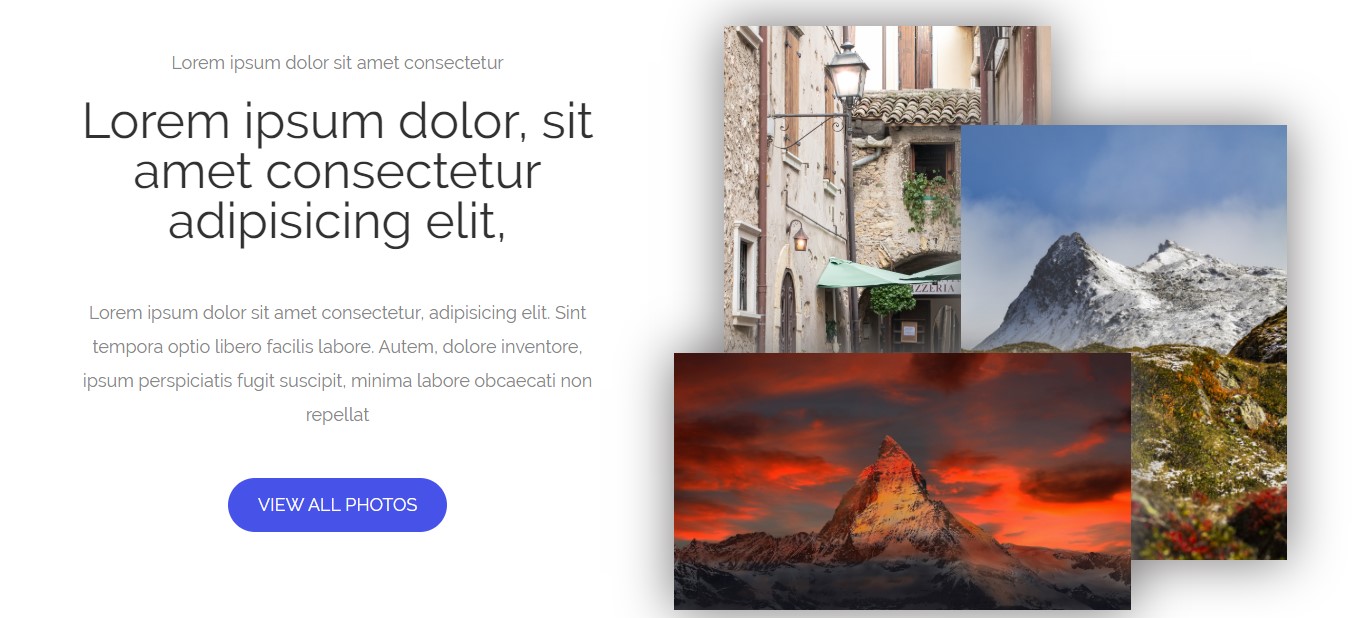 Lorem ipsum dolor sit amet consectetur
Lorem ipsum dolor, sit
amet consectetur
adipisicing elit,
Lorem ipsum dolor sit amet consectetur, adipisicing elit. Sint
tempora optio libero facilis labore. Autem, dolore inventore,
ipsum perspiciatis fugit suscipit, minima labore obcaecati non
repellat
VIEW ALL PHOTOS